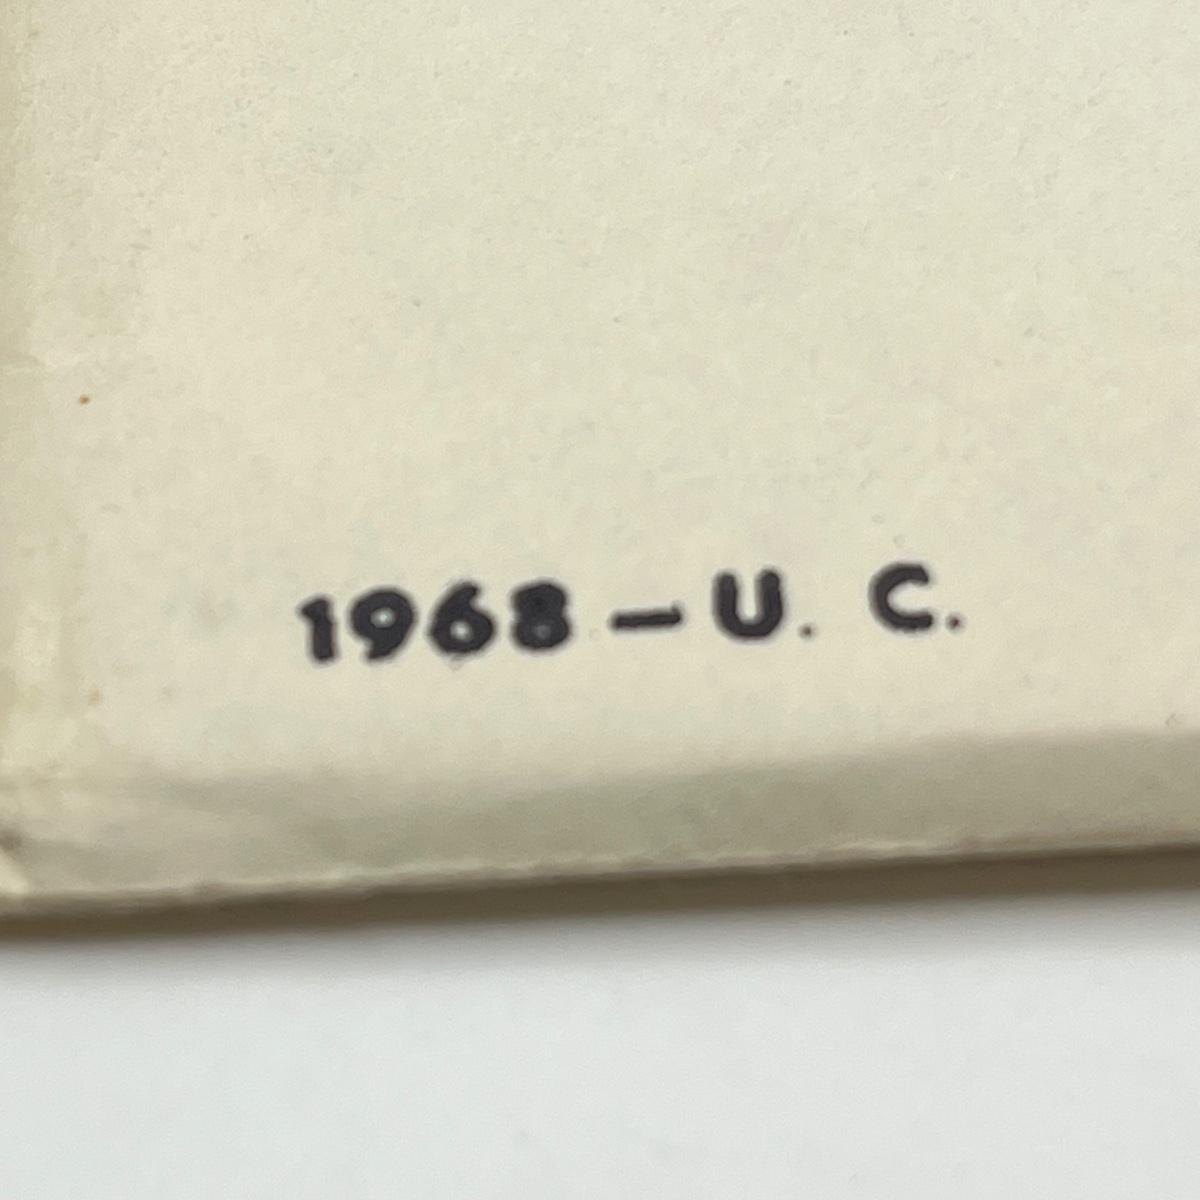 1968 — U. C.